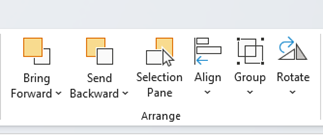 Bring Send Selection Align Group Rotate
Forward Backward Pane
Arrange